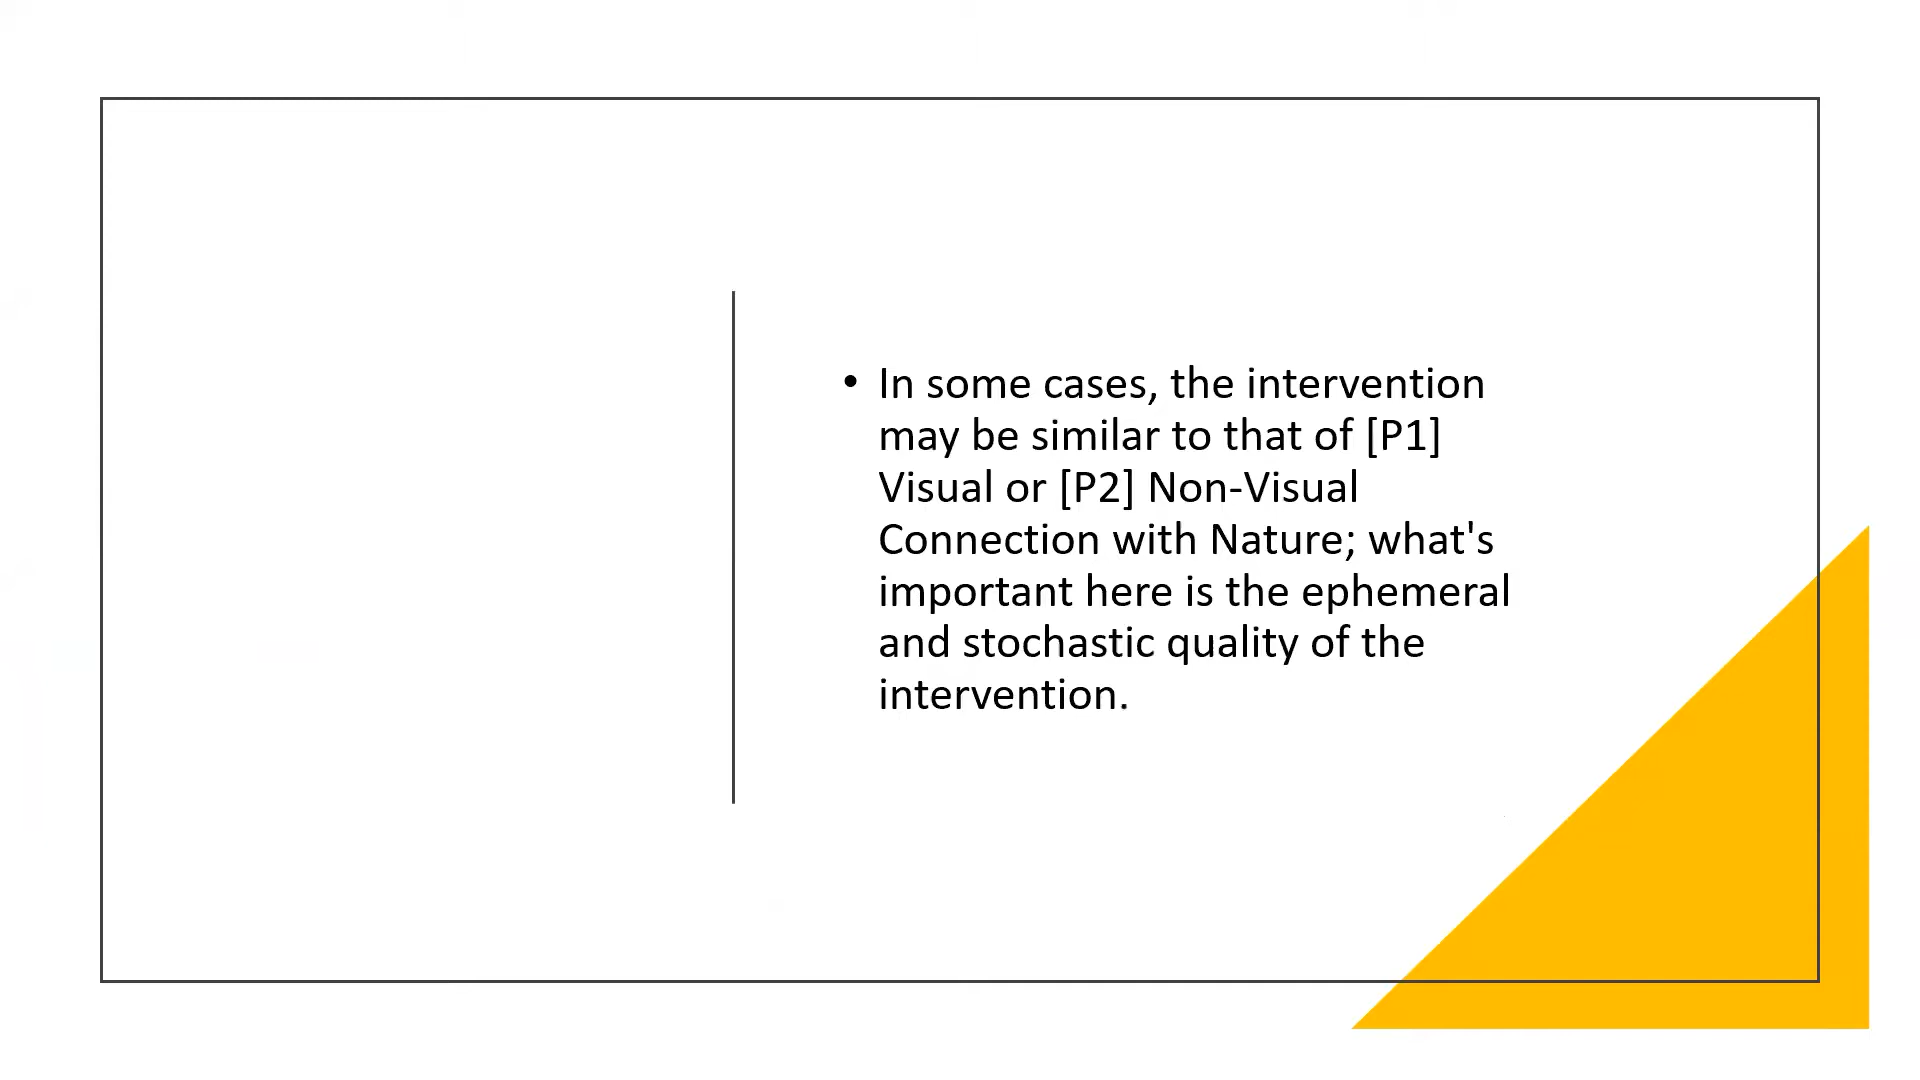 • In some cases, the intervention
may be similar to that of [P1]
Visual or [P2] Non-Visual
Connection with Nature; what's
important here is the ephemeral
and stochastic quality of the
intervention.